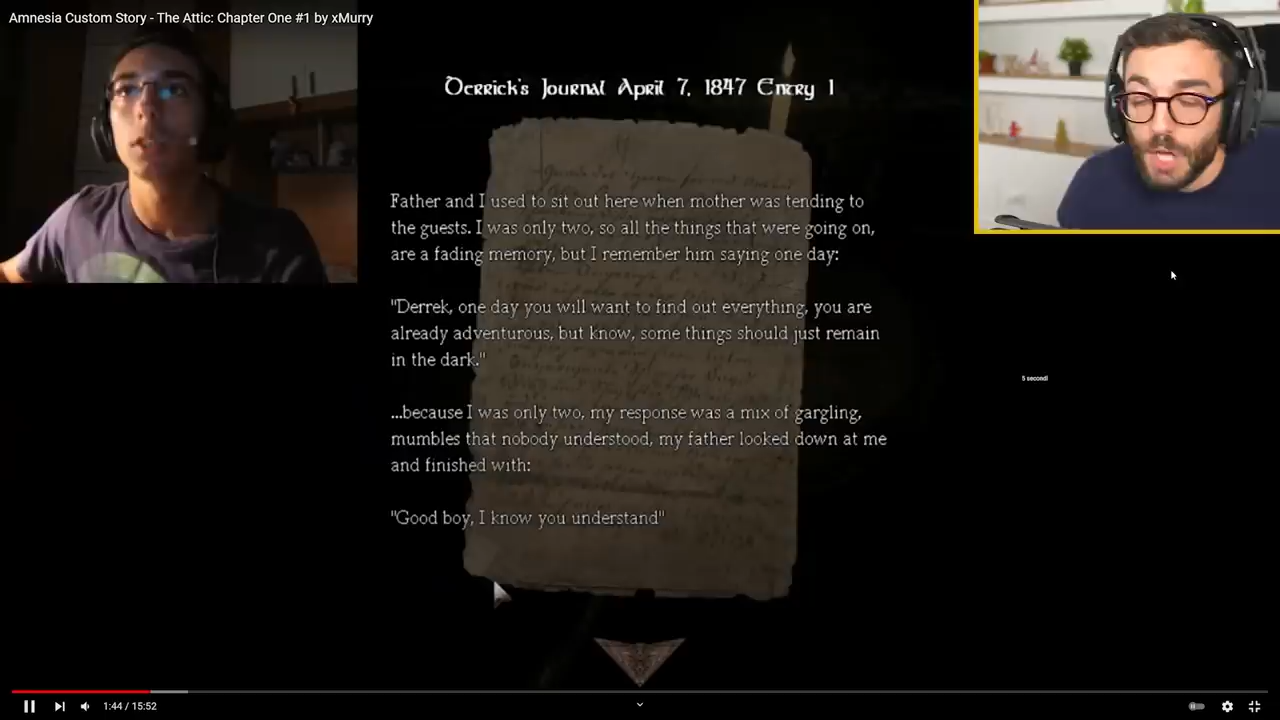 Amnesia Custom Story - The Attic: Chapter One #1 by xMurry
Derrick's Journal April 7, 1847 Entry 1
Father and I used to sit out here when mother was tending to
the guests. I was only two, so all the things that were going on,
are a fading memory, but I remember him saying one day:
"Derrek, one day you will want to find out everything, you are
already adventurous, but know, some things should just remain
in the dark."
...because I was only two, my response was a mix of gargling,
mumbles that nobody understood, my father looked down at me
and finished with:
"Good boy, I know you understand"
5 secondi
1:44 / 15:52